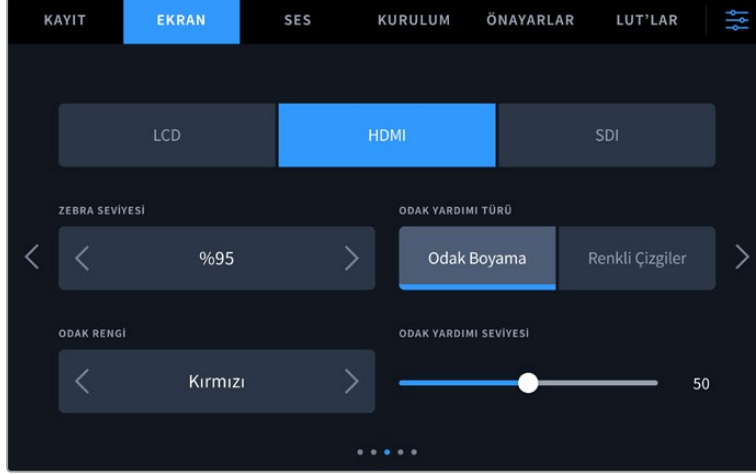 KAYIT EKRAN SES KURULUM ÖNAYARLAR LUT’LAR
LCD HDMI SDI
ZEBRA SEVİYESİ ODAK YARDIMI TÜRÜ
%95 Odak Boyama Renkli Çizgiler
ODAK RENGİ ODAK YARDIMI SEVİYESİ
Kırmızı 50